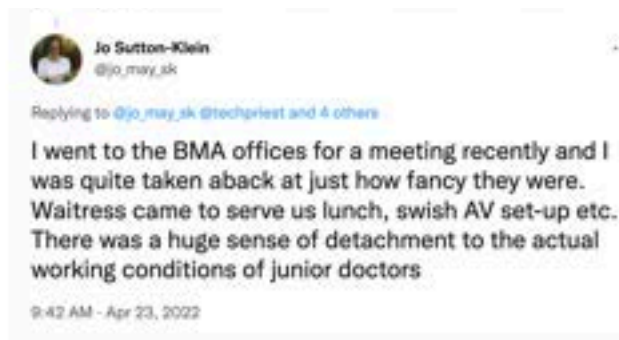 Jo Sutton-Klein
@jo_may_sk
Replying to @jo_may_sk @techpriest and 4 others
I went to the BMA offices for a meeting recently and I
was quite taken aback at just how fancy they were.
Waitress came to serve us lunch, swish AV set-up etc.
There was a huge sense of detachment to the actual
working conditions of junior doctors
9:42 AM - Apr 23, 2022